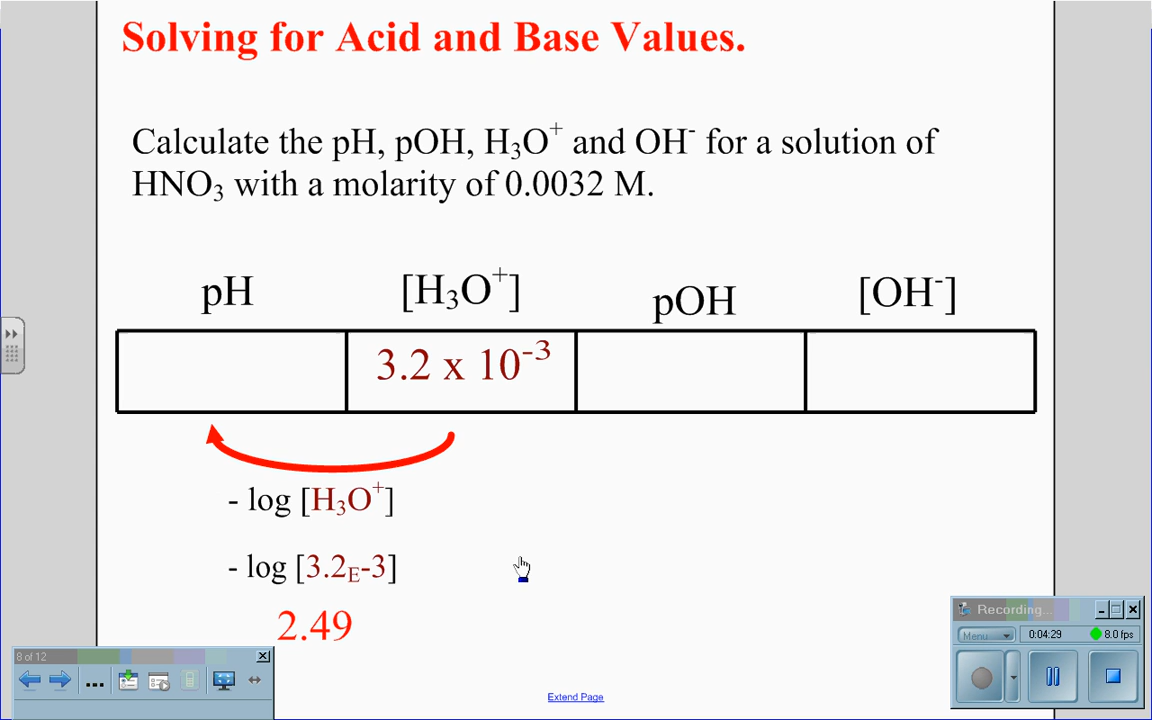 Solving for Acid and Base Values.
Calculate the pH, pOH, H₃O⁺ and OH⁻ for a solution of
HNO₃ with a molarity of 0.0032 M.
pH [H₃O⁺] pOH [OH⁻]
3.2 x 10⁻³
- log [H₃O⁺]
- log [3.2E-3]
2.49
Recording...
Menu 0:04:29 8.0 fps
8 of 12
Extend Page